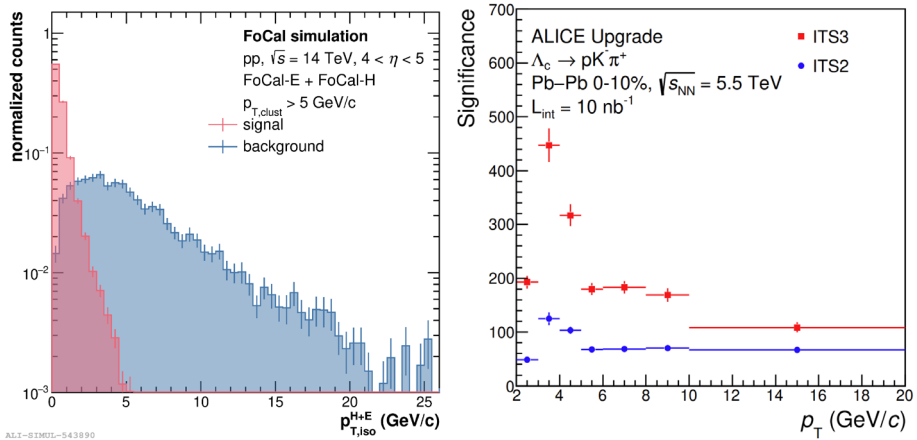 normalized counts
1
10⁻¹
10⁻²
10⁻³
FoCal simulation
pp, √s = 14 TeV, 4 < η < 5
FoCal-E + FoCal-H
p_T,clust > 5 GeV/c
signal
background
0 5 10 15 20 25
p^H+E_T,iso (GeV/c)
ALI-SIMUL-543890
Significance
700
600
500
400
300
200
100
0
ALICE Upgrade
Λ_c → pK⁻π⁺
Pb–Pb 0-10%, √s_NN = 5.5 TeV
L_int = 10 nb⁻¹
ITS3
ITS2
2 4 6 8 10 12 14 16 18 20
p_T (GeV/c)